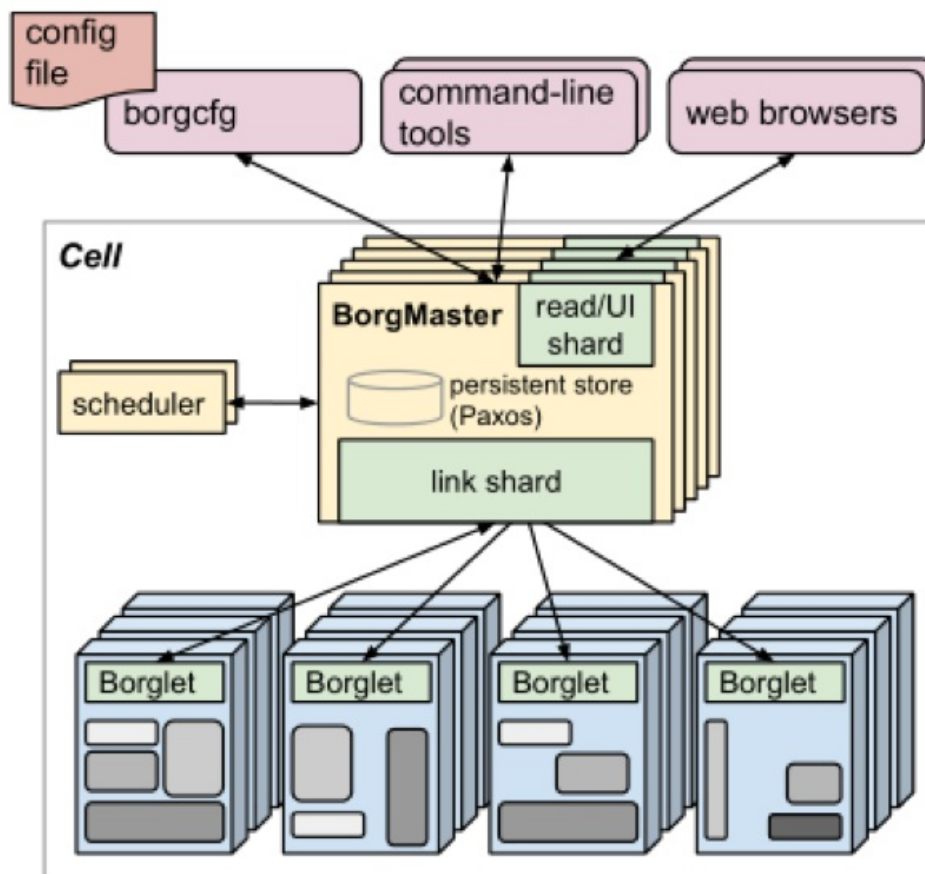 config
file
borgcfg
command-line
tools
web browsers
Cell
BorgMaster
read/UI
shard
persistent store
(Paxos)
scheduler
link shard
Borglet
Borglet
Borglet
Borglet